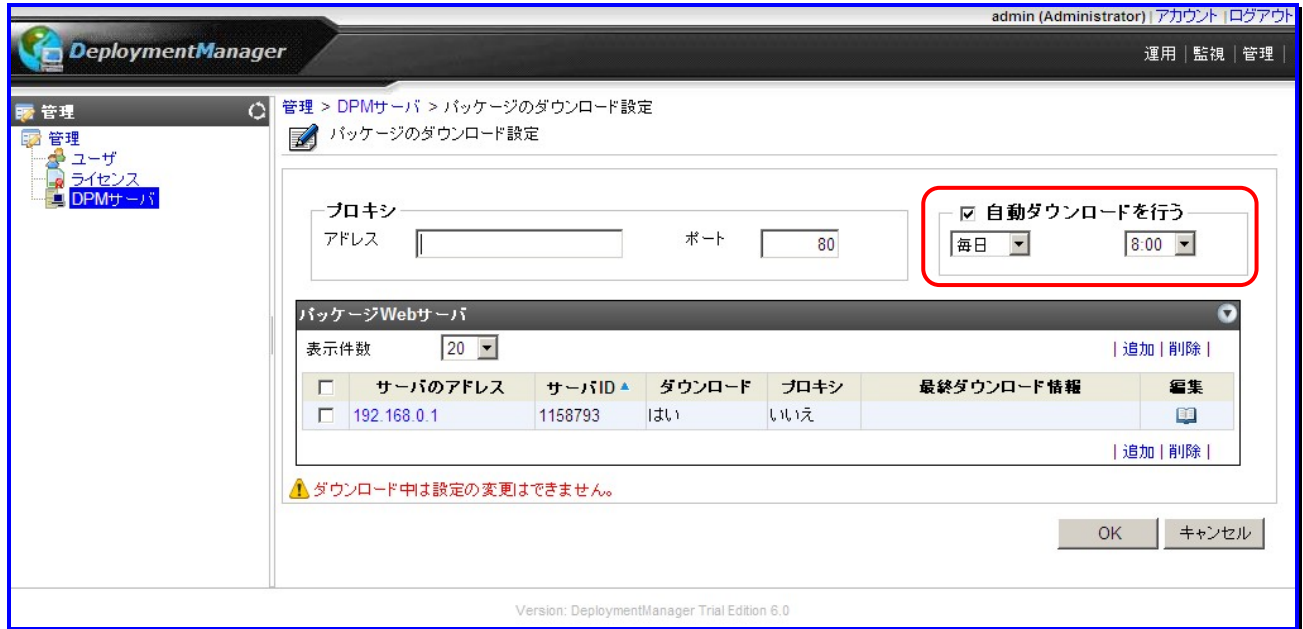 admin (Administrator) | アカウント | ログアウト
DeploymentManager
運用 | 監視 | 管理 |
管理
管理
ユーザ
ライセンス
DPMサーバ
管理 > DPMサーバ > パッケージのダウンロード設定
パッケージのダウンロード設定
プロキシ
アドレス
ポート 80
自動ダウンロードを行う
毎日 8:00
パッケージWebサーバ
表示件数 20 | 追加 | 削除 |
サーバのアドレス サーバID ダウンロード プロキシ 最終ダウンロード情報 編集
192.168.0.1 1158793 はい いいえ
| 追加 | 削除 |
ダウンロード中は設定の変更はできません。
OK キャンセル
Version: DeploymentManager Trial Edition 6.0